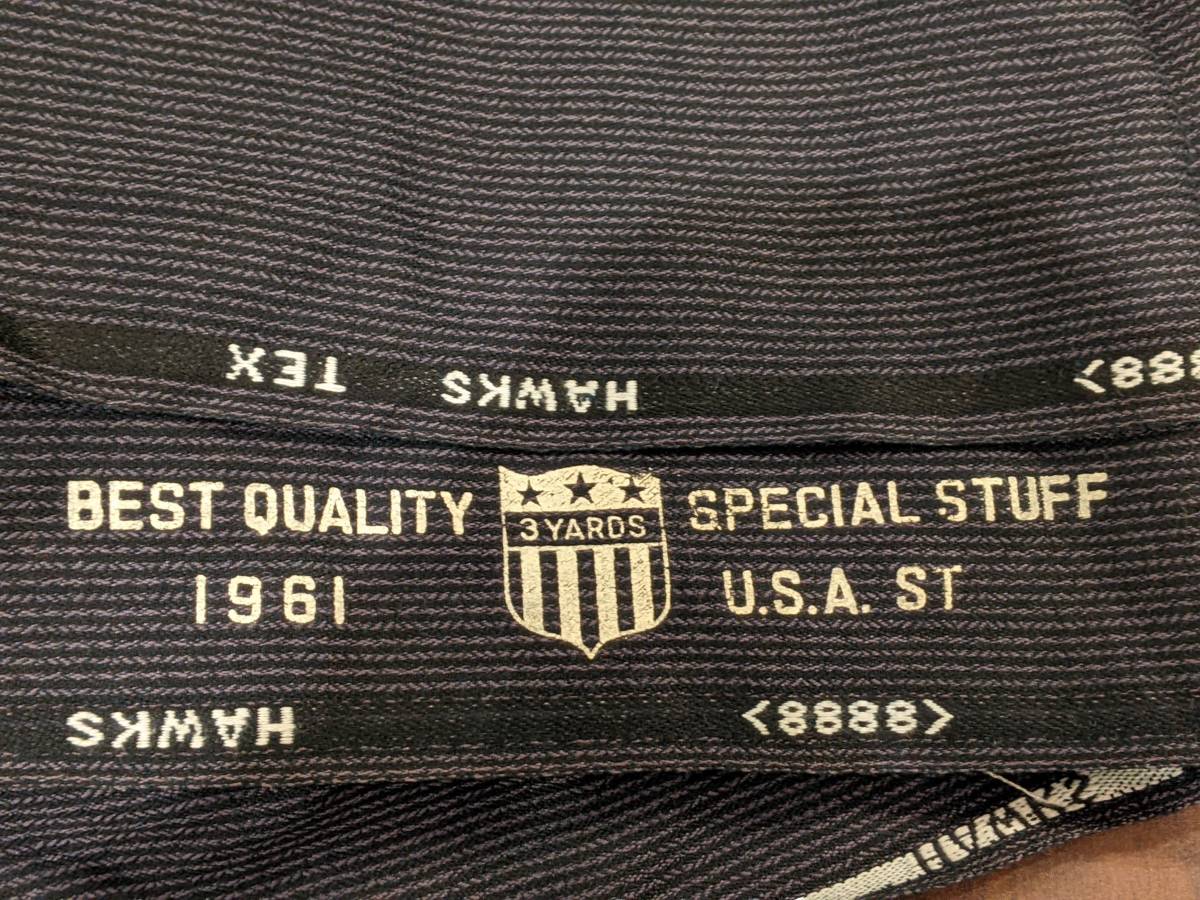 TEX HAWKS <8888>
BEST QUALITY 3 YARDS SPECIAL STUFF
1961 U.S.A. ST
HAWKS <8888>